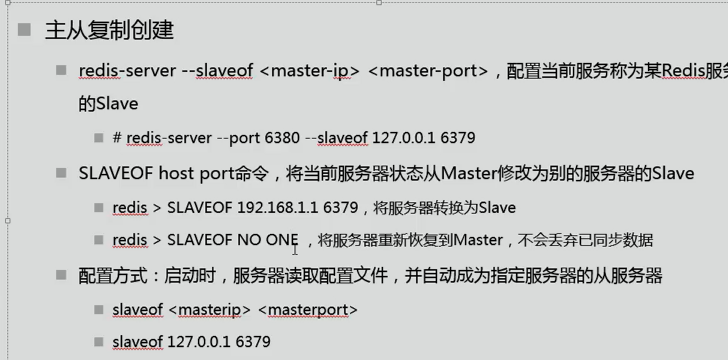 主从复制创建
redis-server --slaveof <master-ip> <master-port>，配置当前服务称为某Redis服务
的Slave
# redis-server --port 6380 --slaveof 127.0.0.1 6379
SLAVEOF host port命令，将当前服务器状态从Master修改为别的服务器的Slave
redis > SLAVEOF 192.168.1.1 6379，将服务器转换为Slave
redis > SLAVEOF NO ONE ，将服务器重新恢复到Master，不会丢弃已同步数据
配置方式：启动时，服务器读取配置文件，并自动成为指定服务器的从服务器
slaveof <masterip> <masterport>
slaveof 127.0.0.1 6379